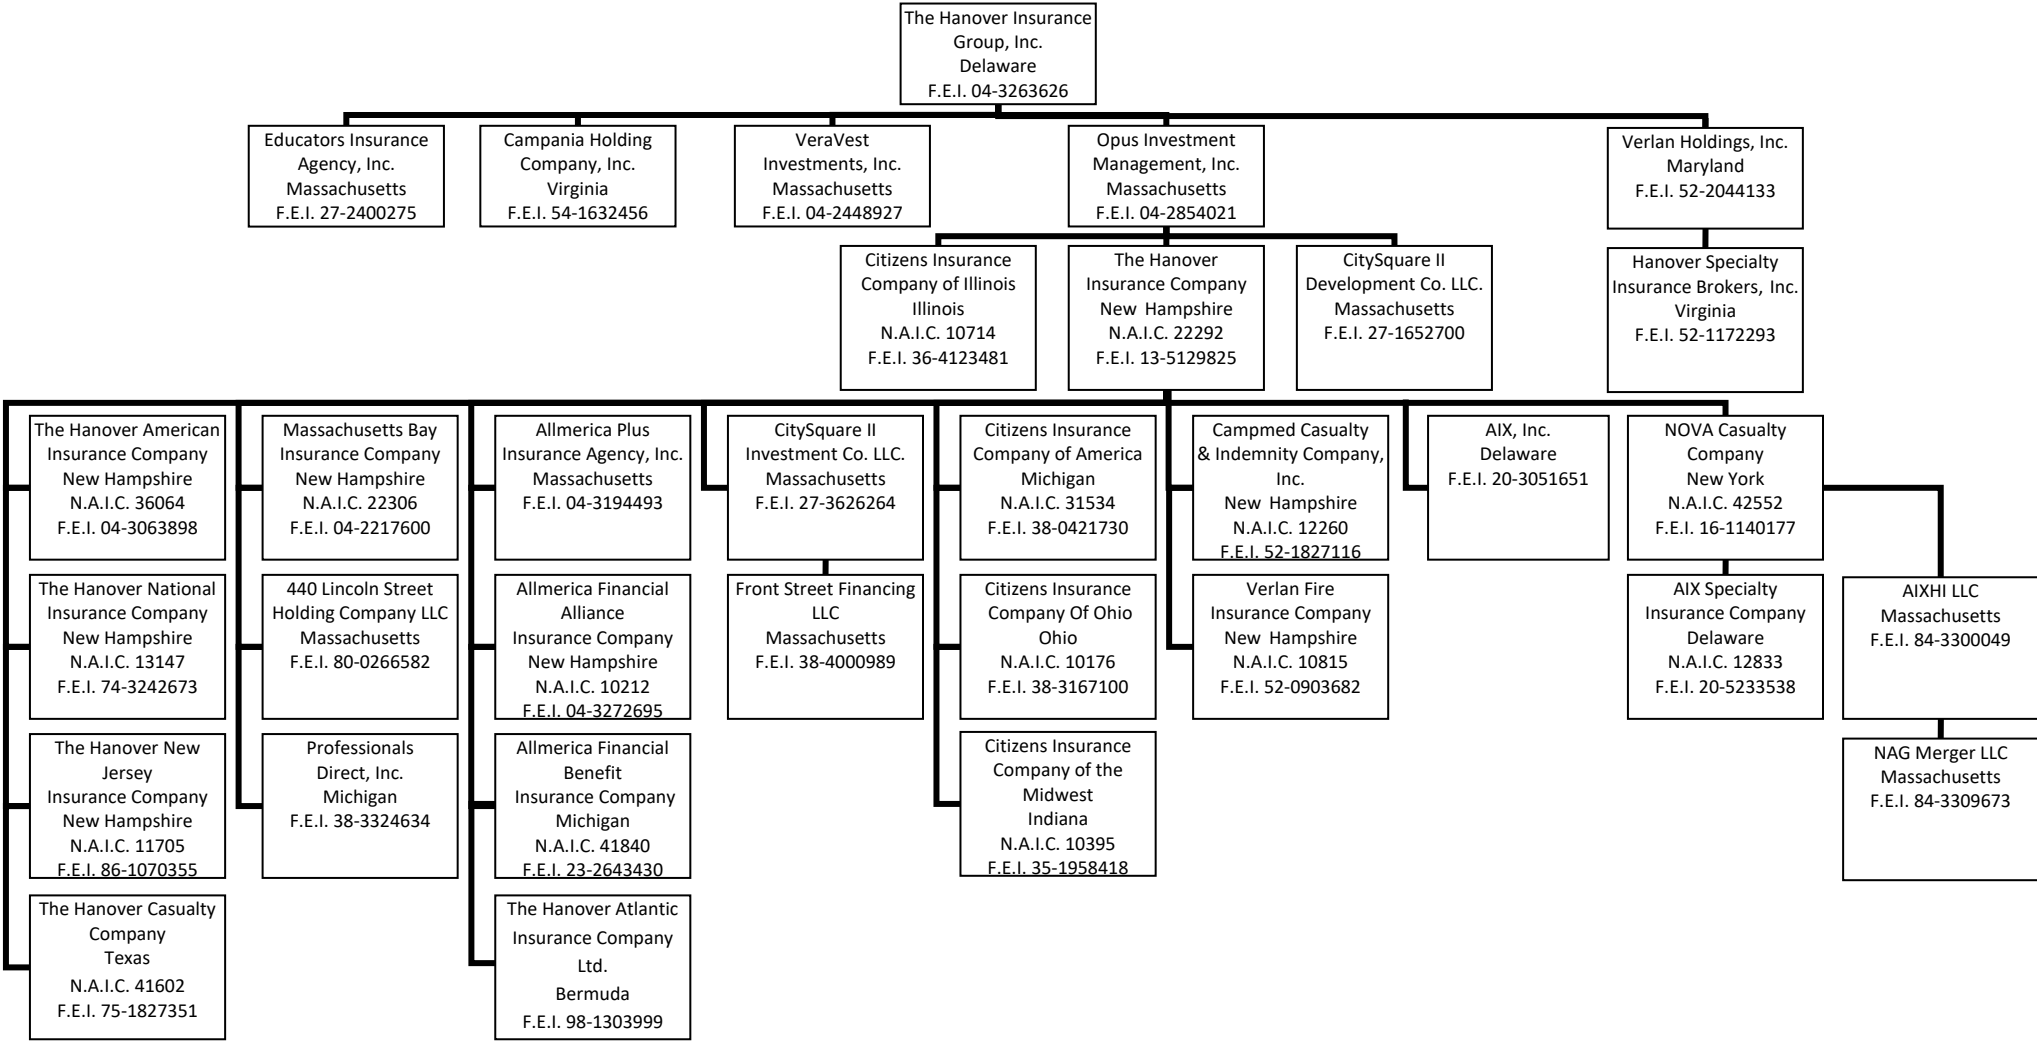 The Hanover Insurance
Group, Inc.
Delaware
F.E.I. 04-3263626
Educators Insurance
Agency, Inc.
Massachusetts
F.E.I. 27-2400275
Campania Holding
Company, Inc.
Virginia
F.E.I. 54-1632456
VeraVest
Investments, Inc.
Massachusetts
F.E.I. 04-2448927
Opus Investment
Management, Inc.
Massachusetts
F.E.I. 04-2854021
Verlan Holdings, Inc.
Maryland
F.E.I. 52-2044133
Citizens Insurance
Company of Illinois
Illinois
N.A.I.C. 10714
F.E.I. 36-4123481
The Hanover
Insurance Company
New Hampshire
N.A.I.C. 22292
F.E.I. 13-5129825
CitySquare II
Development Co. LLC.
Massachusetts
F.E.I. 27-1652700
Hanover Specialty
Insurance Brokers, Inc.
Virginia
F.E.I. 52-1172293
The Hanover American
Insurance Company
New Hampshire
N.A.I.C. 36064
F.E.I. 04-3063898
Massachusetts Bay
Insurance Company
New Hampshire
N.A.I.C. 22306
F.E.I. 04-2217600
Allmerica Plus
Insurance Agency, Inc.
Massachusetts
F.E.I. 04-3194493
CitySquare II
Investment Co. LLC.
Massachusetts
F.E.I. 27-3626264
Citizens Insurance
Company of America
Michigan
N.A.I.C. 31534
F.E.I. 38-0421730
Campmed Casualty
& Indemnity Company,
Inc.
New Hampshire
N.A.I.C. 12260
F.E.I. 52-1827116
AIX, Inc.
Delaware
F.E.I. 20-3051651
NOVA Casualty
Company
New York
N.A.I.C. 42552
F.E.I. 16-1140177
The Hanover National
Insurance Company
New Hampshire
N.A.I.C. 13147
F.E.I. 74-3242673
440 Lincoln Street
Holding Company LLC
Massachusetts
F.E.I. 80-0266582
Allmerica Financial
Alliance
Insurance Company
New Hampshire
N.A.I.C. 10212
F.E.I. 04-3272695
Front Street Financing
LLC
Massachusetts
F.E.I. 38-4000989
Citizens Insurance
Company Of Ohio
Ohio
N.A.I.C. 10176
F.E.I. 38-3167100
Verlan Fire
Insurance Company
New Hampshire
N.A.I.C. 10815
F.E.I. 52-0903682
AIX Specialty
Insurance Company
Delaware
N.A.I.C. 12833
F.E.I. 20-5233538
AIXHI LLC
Massachusetts
F.E.I. 84-3300049
The Hanover New
Jersey
Insurance Company
New Hampshire
N.A.I.C. 11705
F.E.I. 86-1070355
Professionals
Direct, Inc.
Michigan
F.E.I. 38-3324634
Allmerica Financial
Benefit
Insurance Company
Michigan
N.A.I.C. 41840
F.E.I. 23-2643430
Citizens Insurance
Company of the
Midwest
Indiana
N.A.I.C. 10395
F.E.I. 35-1958418
NAG Merger LLC
Massachusetts
F.E.I. 84-3309673
The Hanover Casualty
Company
Texas
N.A.I.C. 41602
F.E.I. 75-1827351
The Hanover Atlantic
Insurance Company
Ltd.
Bermuda
F.E.I. 98-1303999